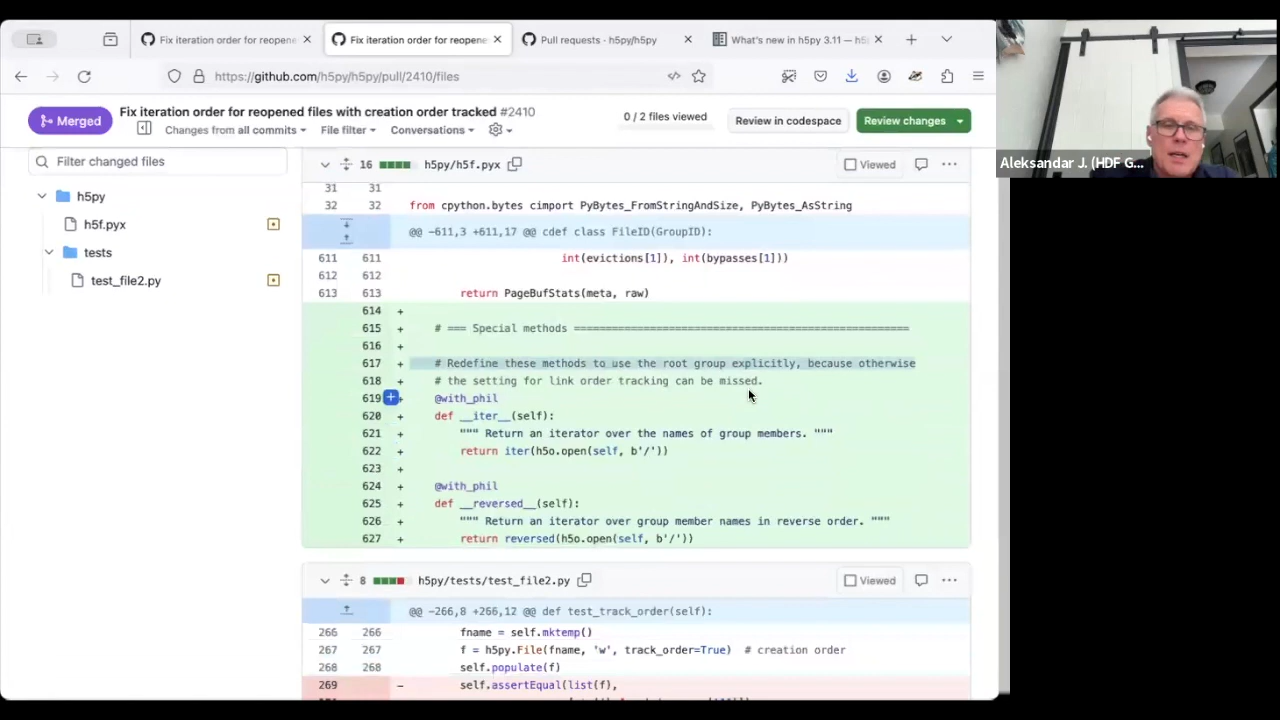 Fix iteration order for reopene
Fix iteration order for reopene
Pull requests · h5py/h5py
What's new in h5py 3.11 — h5
https://github.com/h5py/h5py/pull/2410/files
Merged
Fix iteration order for reopened files with creation order tracked #2410
Changes from all commits
File filter
Conversations
0 / 2 files viewed
Review in codespace
Review changes
Filter changed files
h5py
h5f.pyx
tests
test_file2.py
16 h5py/h5f.pyx
Viewed
31 31
32 32 from cpython.bytes cimport PyBytes_FromStringAndSize, PyBytes_AsString
@@ -611,3 +611,17 @@ cdef class FileID(GroupID):
611 611 int(evictions[1]), int(bypasses[1]))
612 612
613 613 return PageBufStats(meta, raw)
614 +
615 + # === Special methods =====================================================
616 +
617 + # Redefine these methods to use the root group explicitly, because otherwise
618 + # the setting for link order tracking can be missed.
619 + @with_phil
620 + def __iter__(self):
621 + """ Return an iterator over the names of group members. """
622 + return iter(h5o.open(self, b'/'))
623 +
624 + @with_phil
625 + def __reversed__(self):
626 + """ Return an iterator over group member names in reverse order. """
627 + return reversed(h5o.open(self, b'/'))
8 h5py/tests/test_file2.py
Viewed
@@ -266,8 +266,12 @@ def test_track_order(self):
266 266 fname = self.mktemp()
267 267 f = h5py.File(fname, 'w', track_order=True) # creation order
268 268 self.populate(f)
269 - self.assertEqual(list(f),
Aleksandar J. (HDF G...